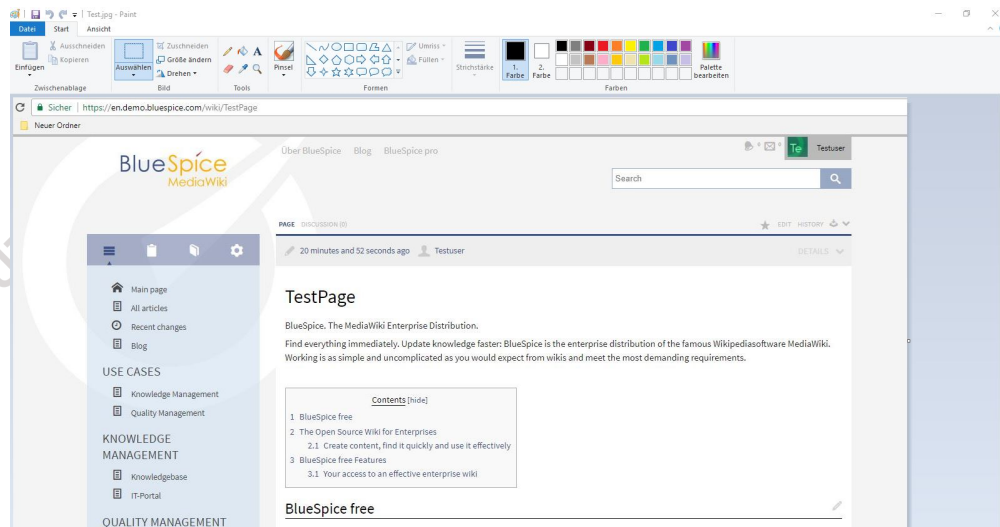 Test.jpg - Paint
Datei Start Ansicht
Einfügen
Ausschneiden
Kopieren
Zwischenablage
Auswählen
Zuschneiden
Größe ändern
Drehen
Bild
A
Tools
Pinsel
Umriss
Füllen
Formen
Strichstärke
1. Farbe
2. Farbe
Palette bearbeiten
Farben
Sicher | https://en.demo.bluespice.com/wiki/TestPage
Neuer Ordner
BlueSpice
MediaWiki
Über BlueSpice Blog BlueSpice pro
0 0 Te Testuser
Search
PAGE DISCUSSION (0)
EDIT HISTORY
20 minutes and 52 seconds ago Testuser
DETAILS
Main page
All articles
Recent changes
Blog
USE CASES
Knowledge Management
Quality Management
KNOWLEDGE
MANAGEMENT
Knowledgebase
IT-Portal
QUALITY MANAGEMENT
TestPage
BlueSpice. The MediaWiki Enterprise Distribution.
Find everything immediately. Update knowledge faster: BlueSpice is the enterprise distribution of the famous Wikipediasoftware MediaWiki.
Working is as simple and uncomplicated as you would expect from wikis and meet the most demanding requirements.
Contents [hide]
1 BlueSpice free
2 The Open Source Wiki for Enterprises
2.1 Create content, find it quickly and use it effectively
3 BlueSpice free Features
3.1 Your access to an effective enterprise wiki
BlueSpice free